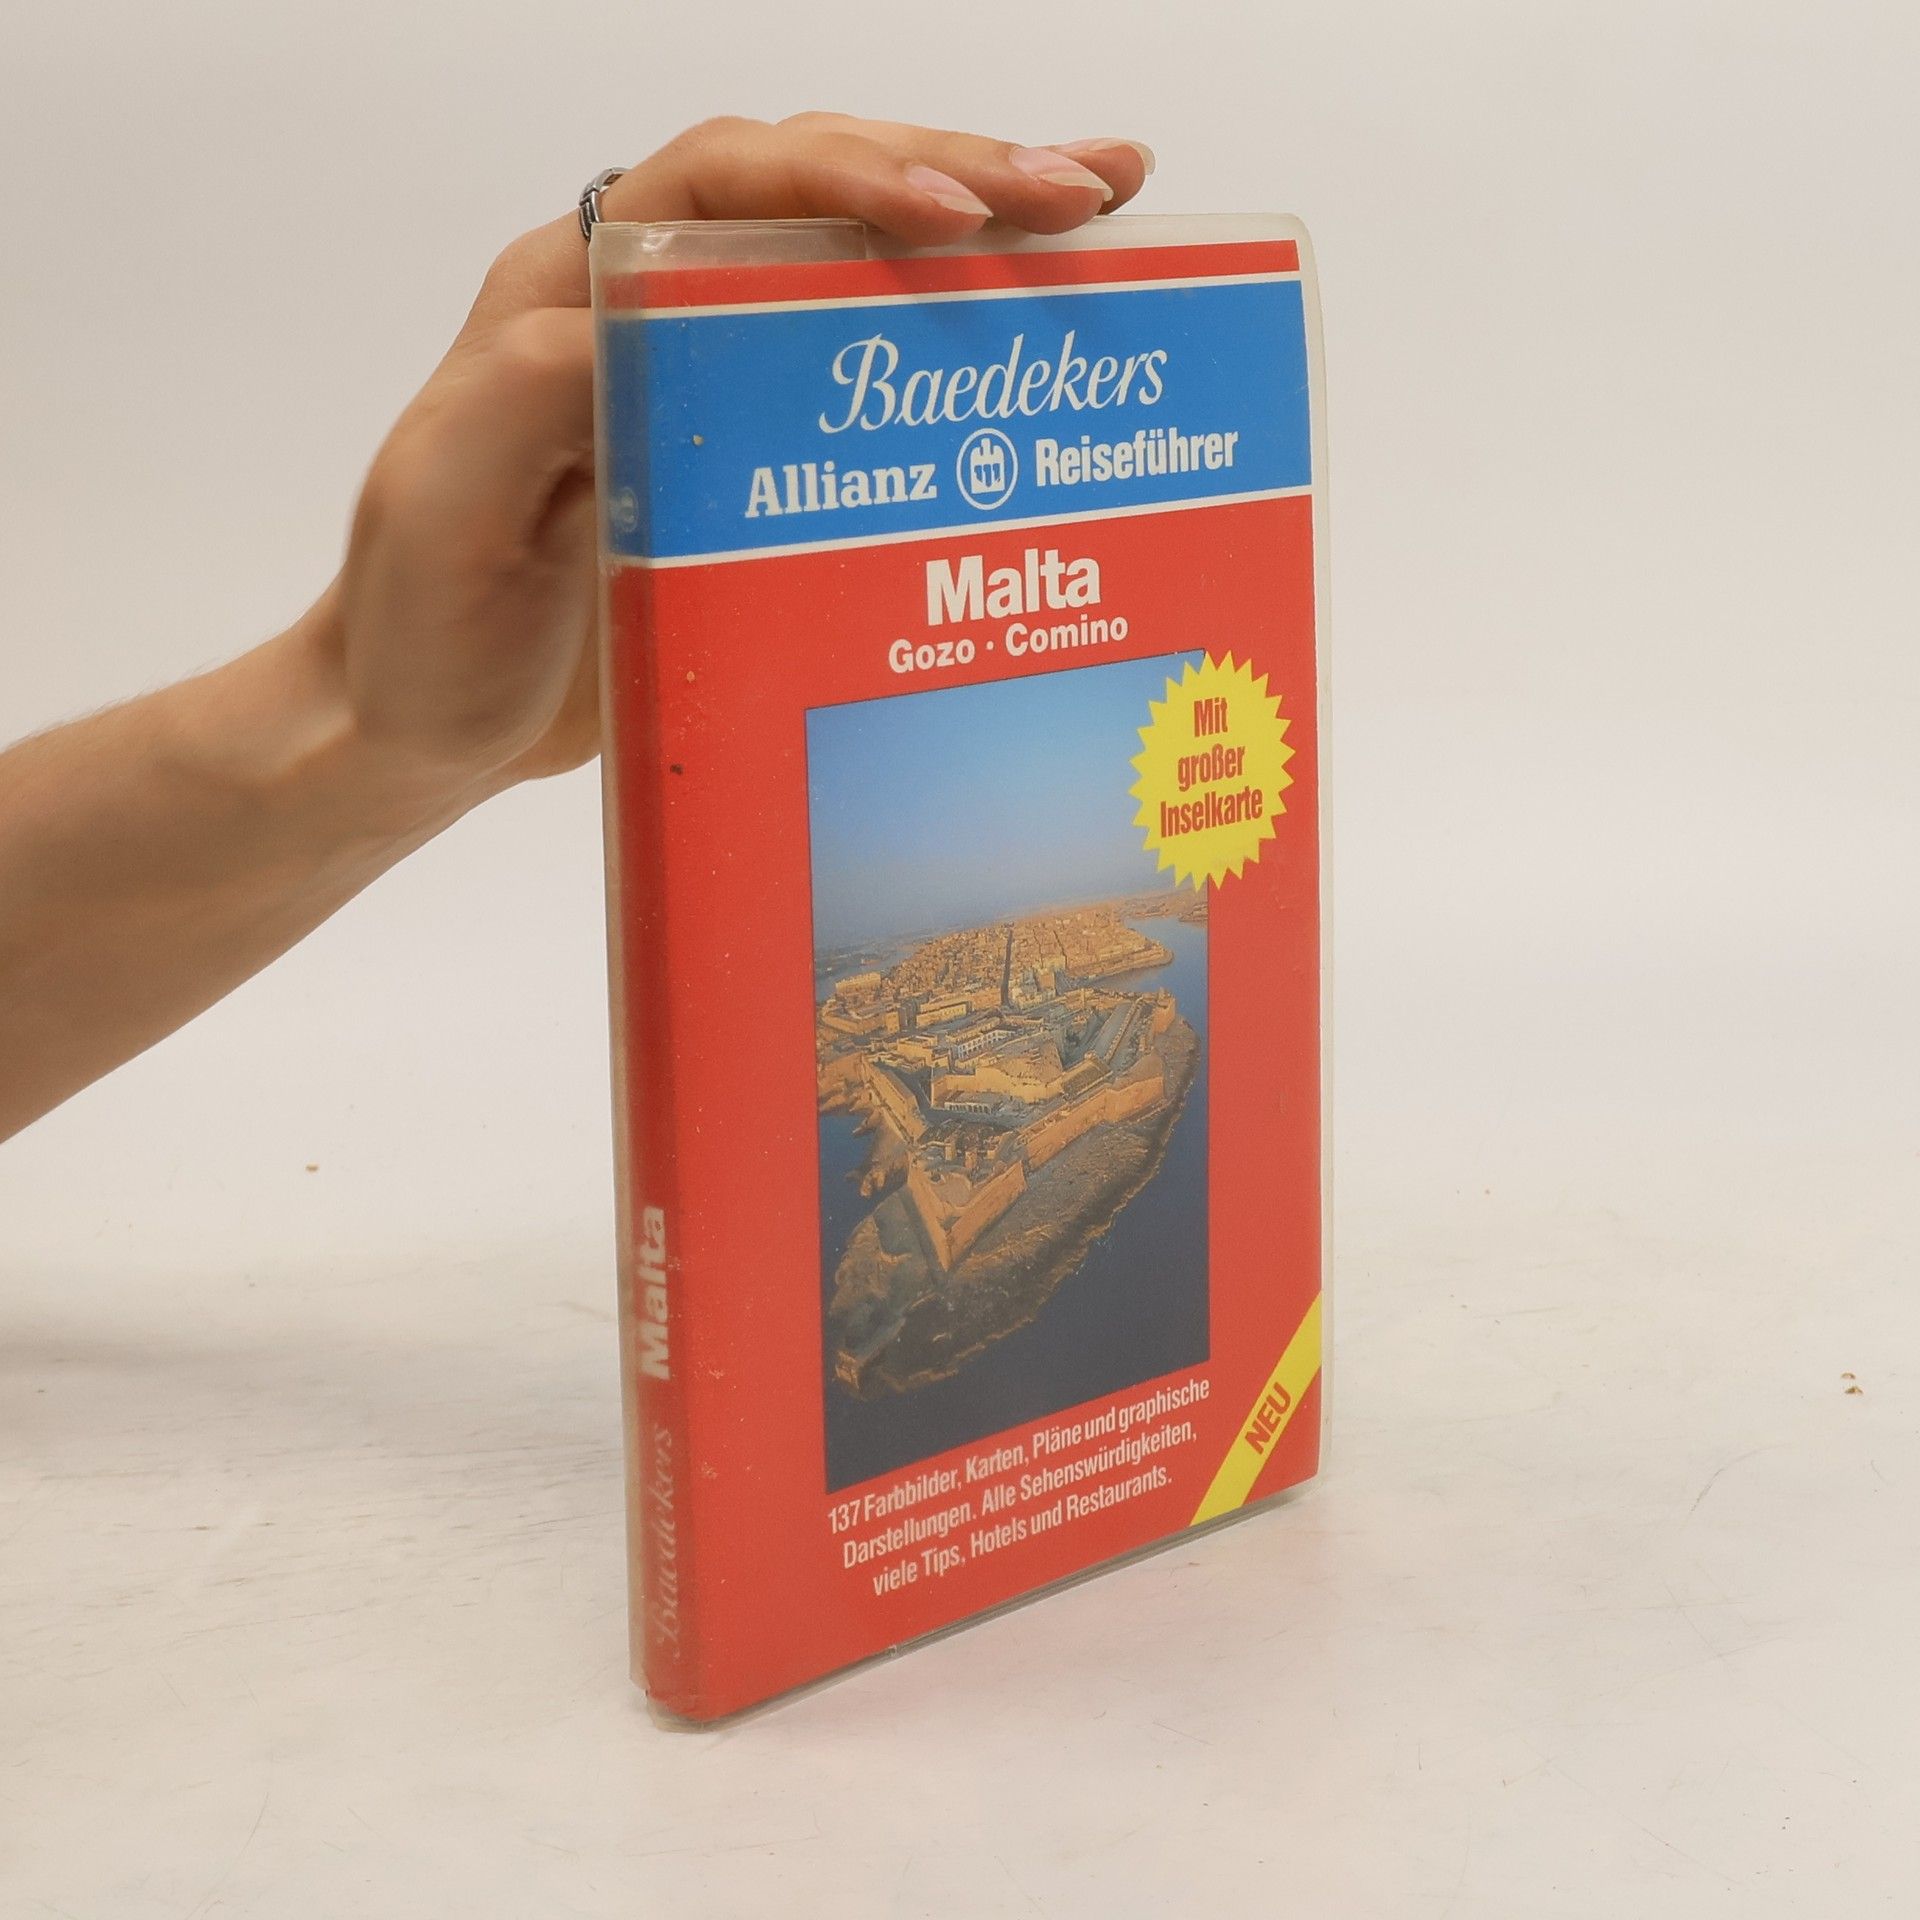 Baedekers
Allianz Reiseführer
Malta
Gozo · Comino
Mit
großer
Inselkarte
137 Farbbilder, Karten, Pläne und graphische
Darstellungen. Alle Sehenswürdigkeiten,
viele Tips, Hotels und Restaurants.
NEU
Baedekers Malta